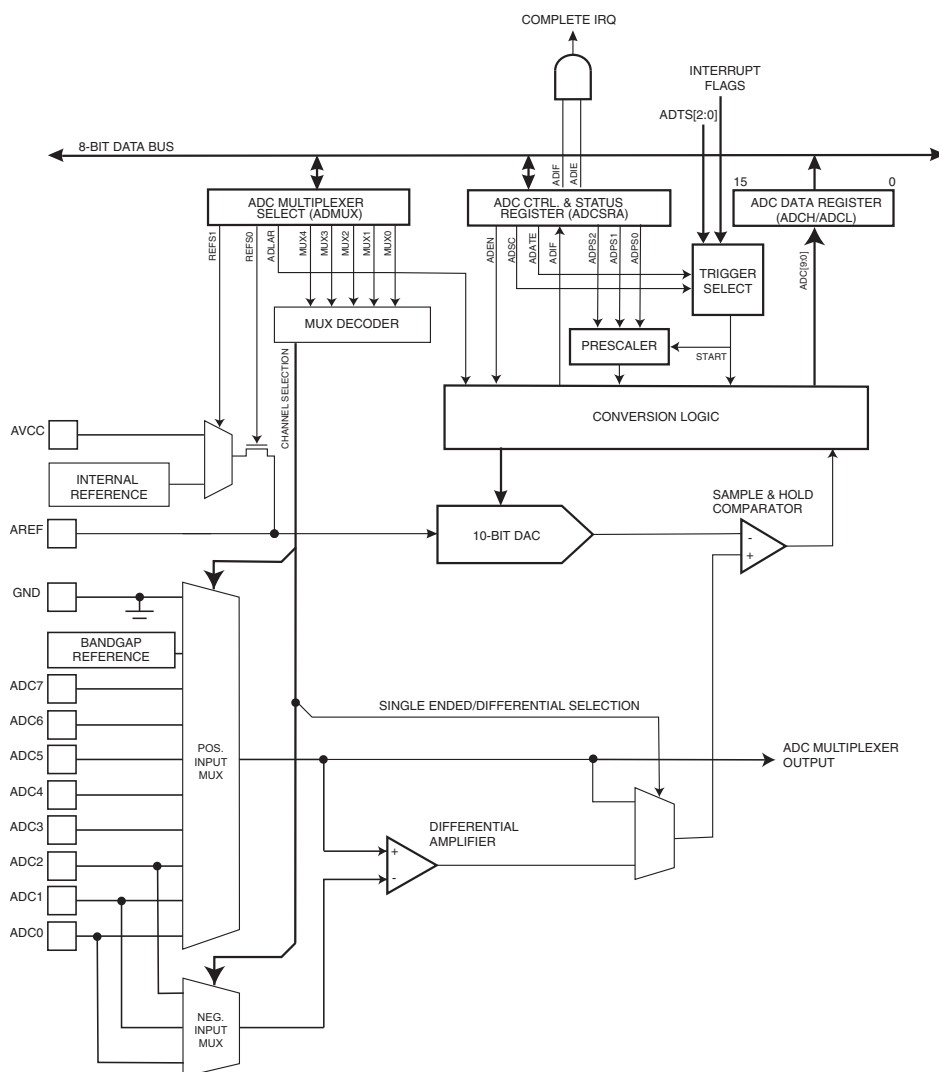 COMPLETE IRQ
INTERRUPT
FLAGS
ADTS[2:0]
8-BIT DATA BUS
ADIF
ADIE
15
0
ADC MULTIPLEXER
SELECT (ADMUX)
ADC CTRL. & STATUS
REGISTER (ADCSRA)
ADC DATA REGISTER
(ADCH/ADCL)
REFS1
REFS0
ADLAR
MUX4
MUX3
MUX2
MUX1
MUX0
ADEN
ADSC
ADATE
ADIF
ADPS2
ADPS1
ADPS0
ADC[9:0]
TRIGGER
SELECT
MUX DECODER
PRESCALER
START
CHANNEL SELECTION
CONVERSION LOGIC
AVCC
INTERNAL
REFERENCE
SAMPLE & HOLD
COMPARATOR
AREF
10-BIT DAC
-
+
GND
BANDGAP
REFERENCE
ADC7
SINGLE ENDED/DIFFERENTIAL SELECTION
ADC6
ADC5
POS.
INPUT
MUX
ADC MULTIPLEXER
OUTPUT
ADC4
ADC3
DIFFERENTIAL
AMPLIFIER
+
-
ADC2
ADC1
ADC0
NEG.
INPUT
MUX